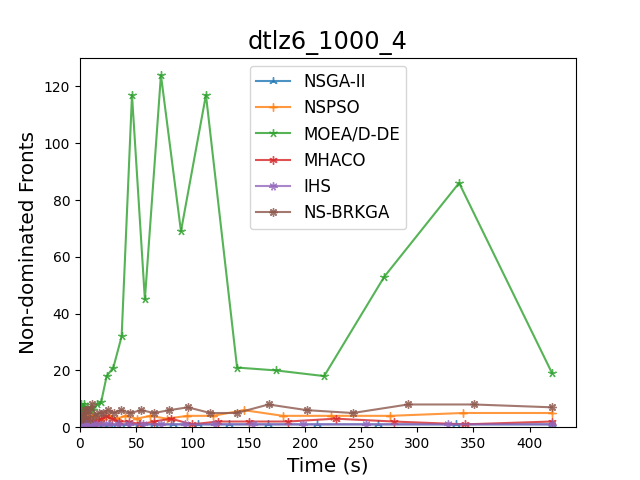 dtlz6_1000_4
NSGA-II
NSPSO
MOEA/D-DE
MHACO
IHS
NS-BRKGA
Non-dominated Fronts
120
100
80
60
40
20
0
0 50 100 150 200 250 300 350 400
Time (s)